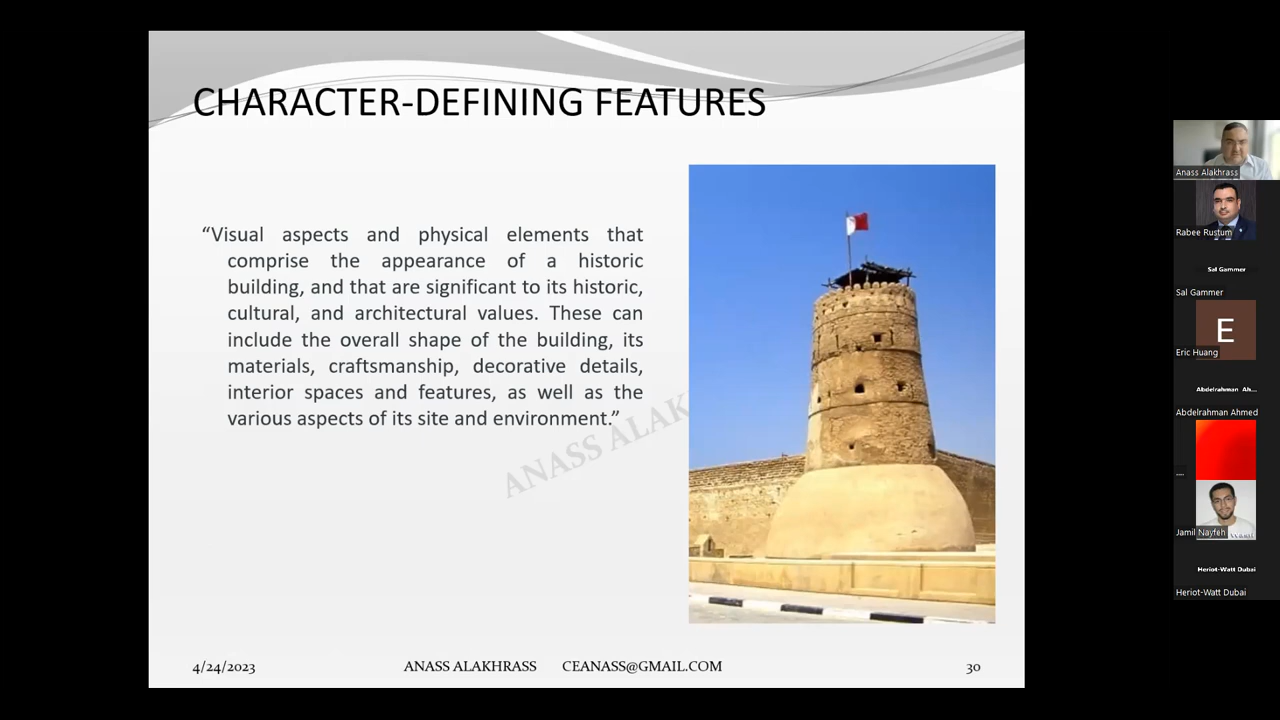 CHARACTER-DEFINING FEATURES
“Visual aspects and physical elements that
comprise the appearance of a historic
building, and that are significant to its historic,
cultural, and architectural values. These can
include the overall shape of the building, its
materials, craftsmanship, decorative details,
interior spaces and features, as well as the
various aspects of its site and environment.”
ANASS ALAK
4/24/2023
ANASS ALAKHRASS CEANASS@GMAIL.COM
30
Anass Alakhrass
Rabee Rustum
Sal Gammer
Sal Gammer
E
Eric Huang
Abdelrahman Ah...
Abdelrahman Ahmed
....
Jamil Nayfeh
Heriot-Watt Dubai
Heriot-Watt Dubai